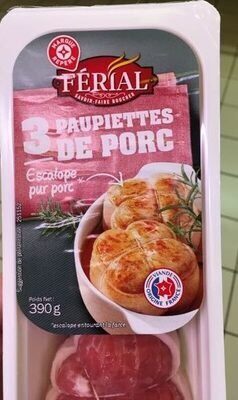 MARQUE
REPÈRE
FÉRIAL
SAVOIR-FAIRE BOUCHER
3 PAUPIETTES
DE PORC
Escalope*
pur porc
Suggestion de présentation
VIANDE
ORIGINE FRANCE
Poids Net :
390g
*escalope entourant la farce